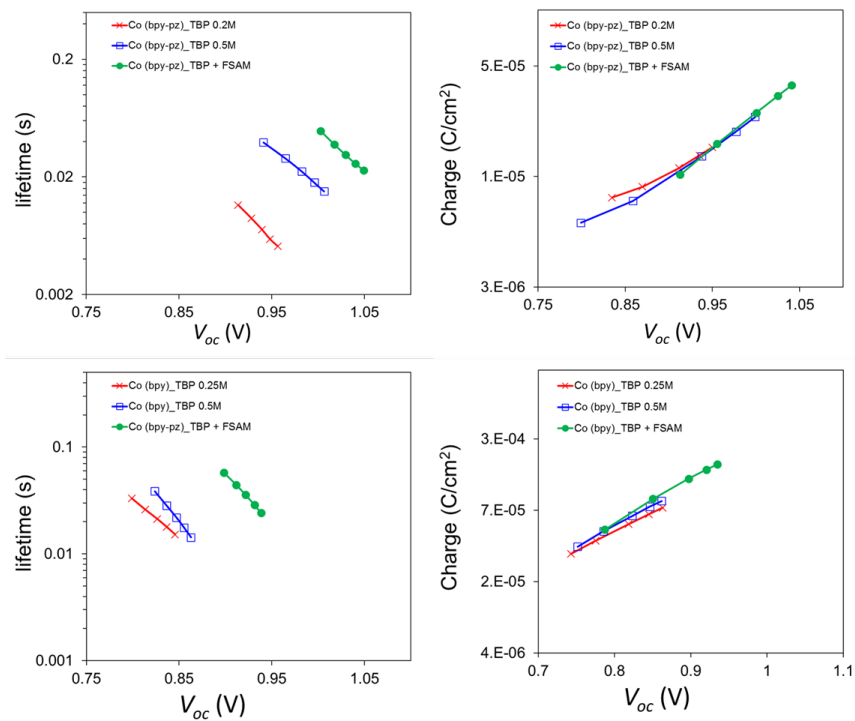 Co (bpy-pz)_TBP 0.2M
Co (bpy-pz)_TBP 0.5M
Co (bpy-pz)_TBP + FSAM
0.2
0.02
0.002
lifetime (s)
0.75 0.85 0.95 1.05
Voc (V)
Co (bpy-pz)_TBP 0.2M
Co (bpy-pz)_TBP 0.5M
Co (bpy-pz)_TBP + FSAM
5.E-05
1.E-05
3.E-06
Charge (C/cm2)
0.75 0.85 0.95 1.05
Voc (V)
Co (bpy)_TBP 0.25M
Co (bpy)_TBP 0.5M
Co (bpy)_TBP + FSAM
0.1
0.01
0.001
lifetime (s)
0.75 0.85 0.95 1.05
Voc (V)
Co (bpy)_TBP 0.25M
Co (bpy)_TBP 0.5M
Co (bpy)_TBP + FSAM
3.E-04
7.E-05
2.E-05
4.E-06
Charge (C/cm2)
0.7 0.8 0.9 1 1.1
Voc (V)